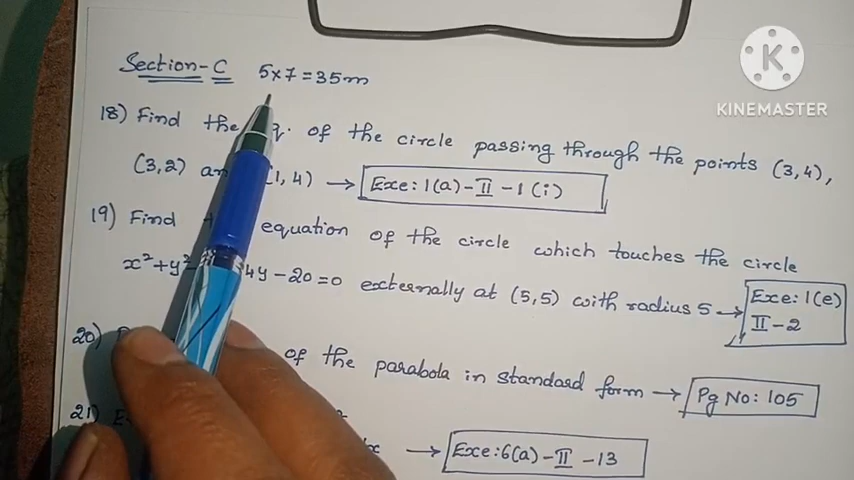 KINEMASTER
Section-C 5x7=35m
18) Find the q. of the circle passing through the points (3,4),
(3,2) an (1,4) → Exe: 1(a)-II-1(i)
19) Find equation of the circle which touches the circle
x²+y²- 4y-20=0 externally at (5,5) with radius 5 → Exe: 1(e)
II-2
20) of the parabola in standard form → Pg No: 105
21) E
→ Exe: 6(a)-II-13